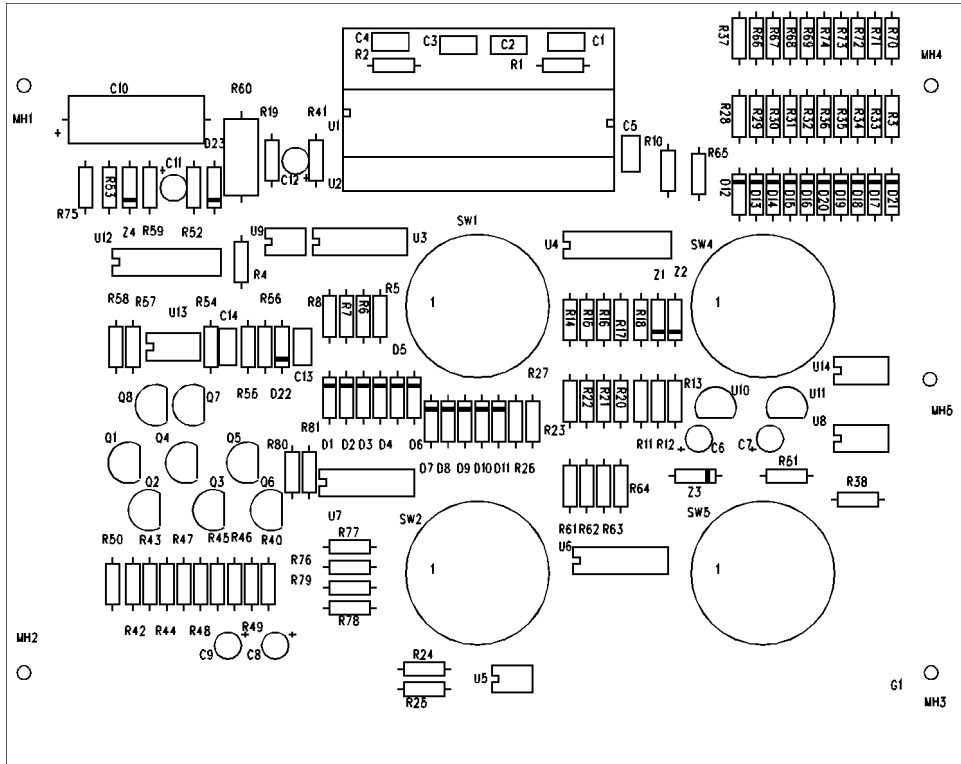 C4
C3
C2
C1
R2
R1
R37
R66
R67
R68
R69
R74
R73
R72
R71
R70
MH4
C10
R60
+
MH1
R19
R41
U1
C5
R10
R65
R28
R29
R30
R31
R32
R36
R35
R34
R33
R3
D23
C11
+
C12
+
U2
R53
R75
Z4
R59
R52
D12
D13
D14
D15
D16
D20
D19
D18
D17
D21
U12
U9
U3
SW1
U4
Z1
Z2
SW4
R4
R58
R57
U13
R54
C14
R56
R8
R7
R6
R5
1
R14
R15
R16
R17
R18
1
D5
R55
D22
C13
R27
U14
Q8
Q7
R81
D1
D2
D3
D4
D6
R23
R22
R21
R20
R13
U10
U11
MH5
U8
Q1
Q4
Q5
R80
R11
R12
+
C6
C7
+
D7
D8
D9
D10
D11
R26
Q2
Q3
Q6
R64
Z3
R51
R38
R50
R43
R47
R45
R46
R40
U7
SW2
R61
R62
R63
SW5
R77
R76
R79
R78
U6
1
1
R42
R44
R48
R49
MH2
C9
+
C8
+
R24
R25
U5
G1
MH3